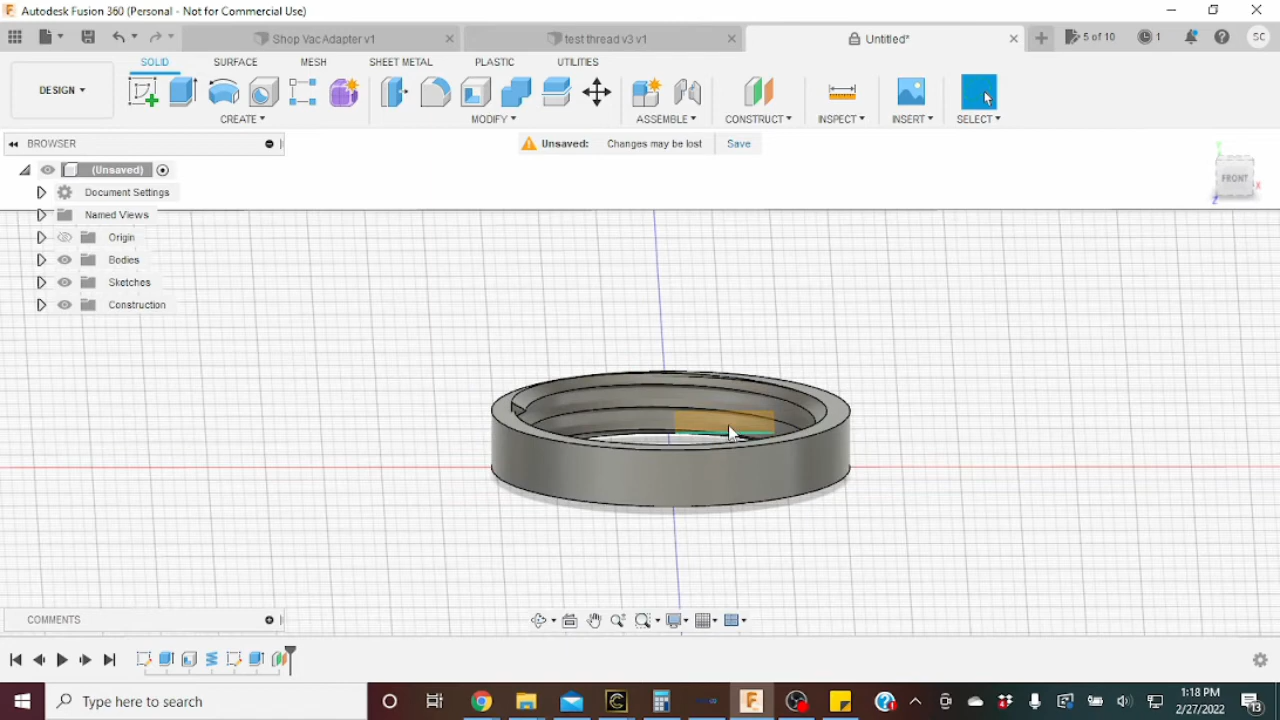 Autodesk Fusion 360 (Personal - Not for Commercial Use)
Shop Vac Adapter v1
test thread v3 v1
Untitled*
5 of 10
1
SC
DESIGN
SOLID
SURFACE
MESH
SHEET METAL
PLASTIC
UTILITIES
CREATE
MODIFY
ASSEMBLE
CONSTRUCT
INSPECT
INSERT
SELECT
BROWSER
Unsaved: Changes may be lost Save
(Unsaved)
Document Settings
Named Views
Origin
Bodies
Sketches
Construction
Y
FRONT
X
Z
COMMENTS
Type here to search
1:18 PM
2/27/2022
13